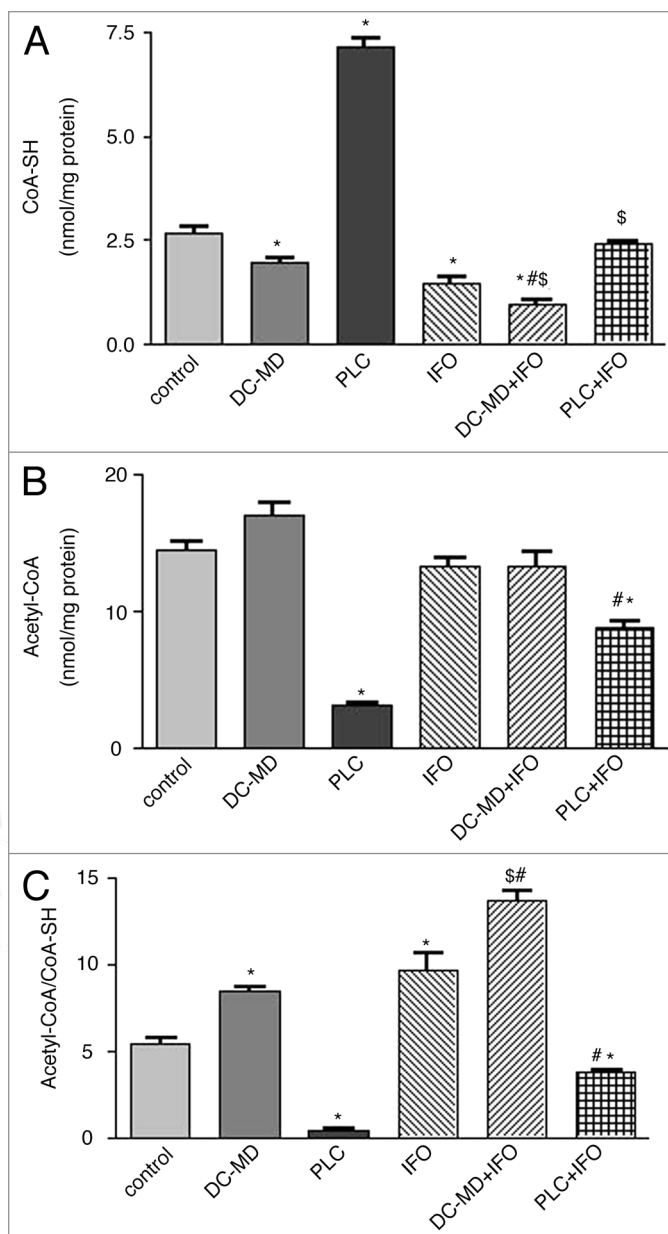 A
CoA-SH
(nmol/mg protein)
7.5
5.0
2.5
0.0
*
*
*
*#$
$
control
DC-MD
PLC
IFO
DC-MD+IFO
PLC+IFO
B
Acetyl-CoA
(nmol/mg protein)
20
10
0
*
#*
control
DC-MD
PLC
IFO
DC-MD+IFO
PLC+IFO
C
Acetyl-CoA/CoA-SH
15
10
5
0
*
*
*
$#
#*
control
DC-MD
PLC
IFO
DC-MD+IFO
PLC+IFO